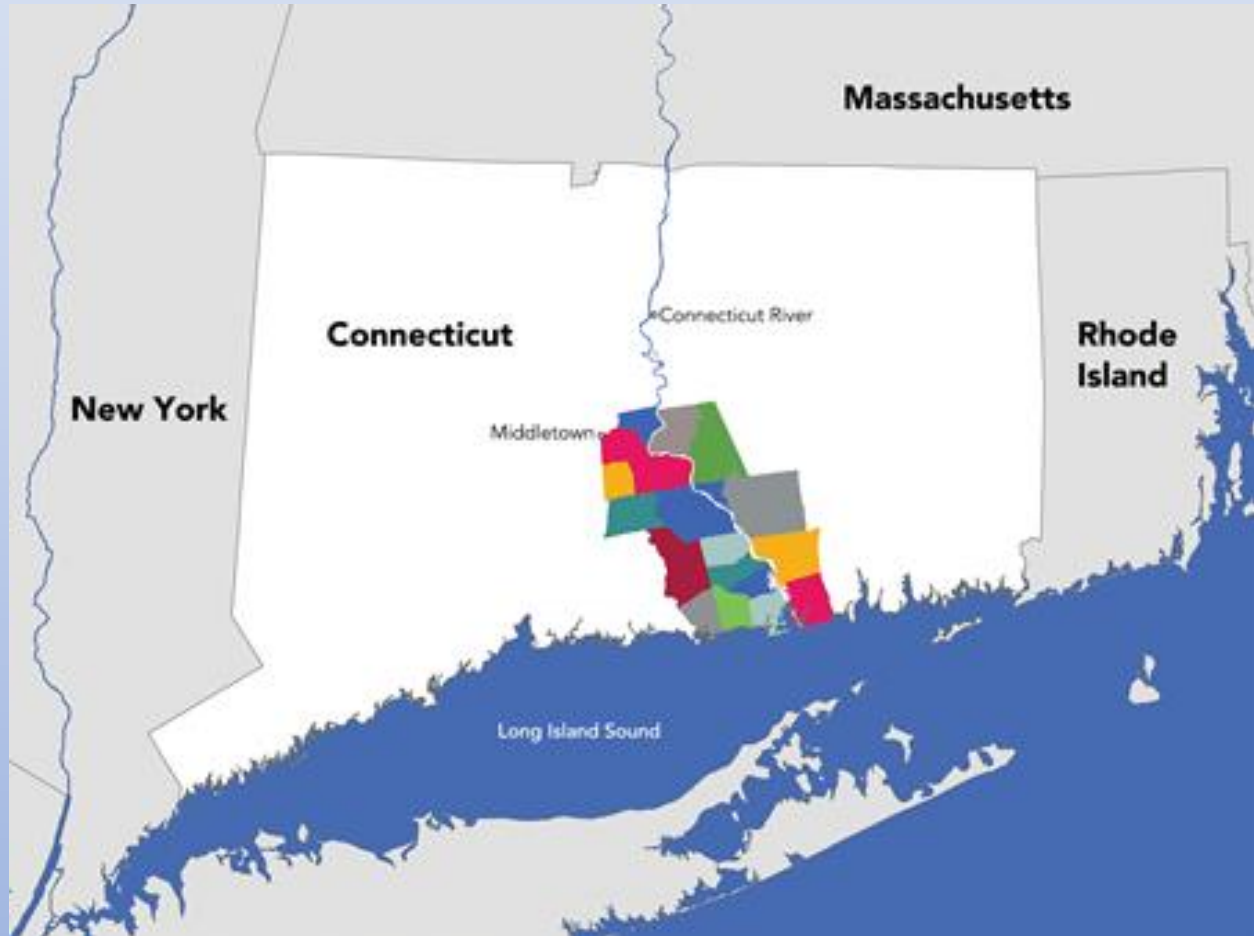 Massachusetts
Connecticut River
Connecticut
Rhode
Island
New York
Middletown
Long Island Sound